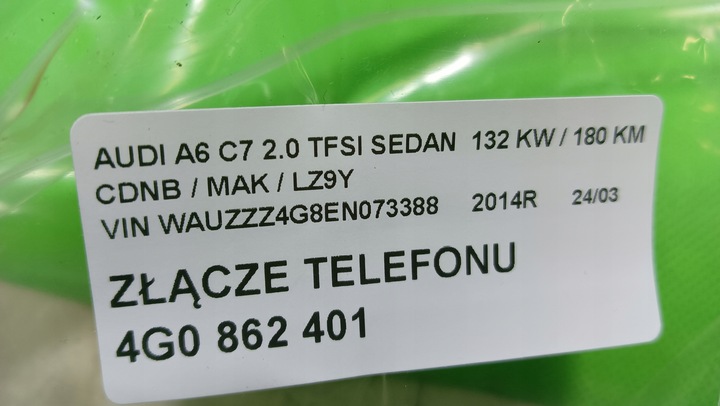 AUDI A6 C7 2.0 TFSI SEDAN 132 KW / 180 KM
CDNB / MAK / LZ9Y
VIN WAUZZZ4G8EN073388 2014R 24/03
ZŁĄCZE TELEFONU
4G0 862 401